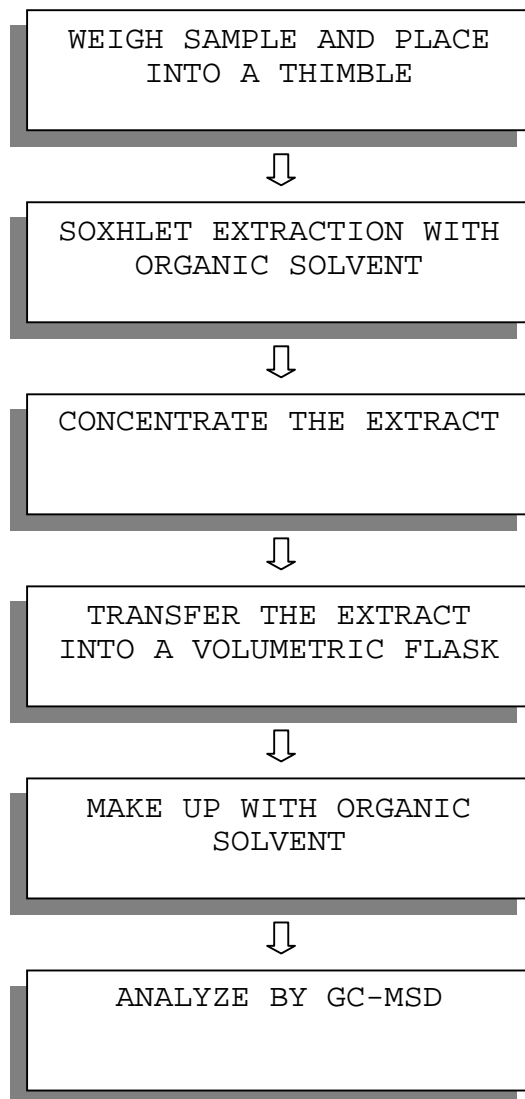 WEIGH SAMPLE AND PLACE
INTO A THIMBLE
SOXHLET EXTRACTION WITH
ORGANIC SOLVENT
CONCENTRATE THE EXTRACT
TRANSFER THE EXTRACT
INTO A VOLUMETRIC FLASK
MAKE UP WITH ORGANIC
SOLVENT
ANALYZE BY GC-MSD